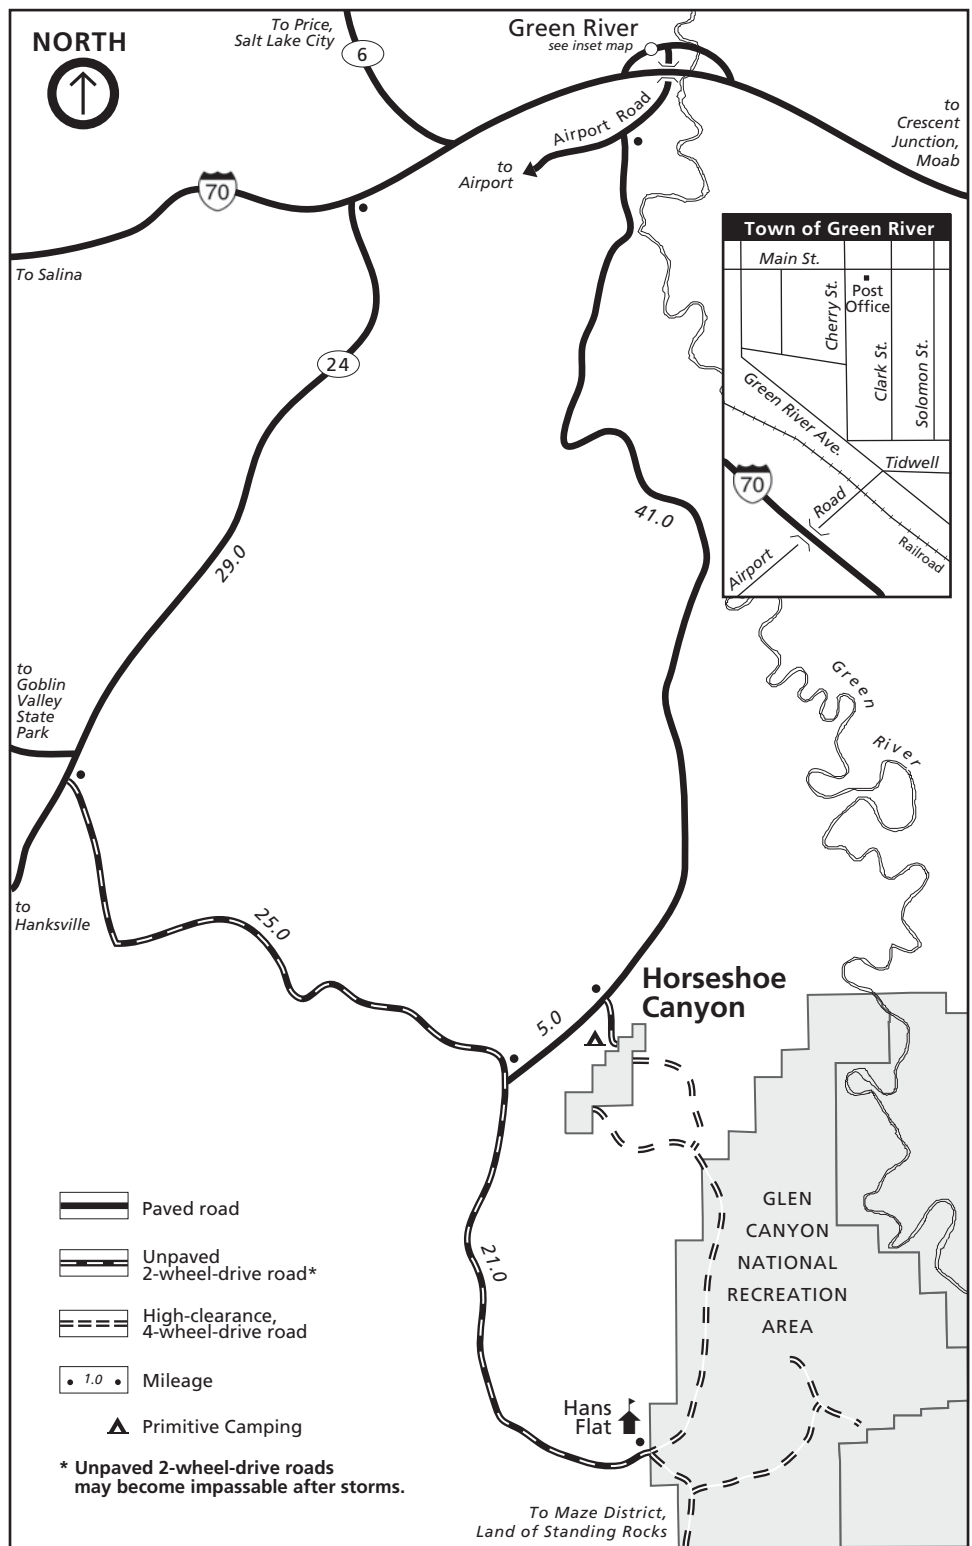 NORTH
To Price,
Salt Lake City
6
Green River
see inset map
to
Crescent
Junction,
Moab
Airport Road
to
Airport
70
To Salina
24
Town of Green River
Main St.
Cherry St.
Post
Office
Clark St.
Solomon St.
Green River Ave.
Tidwell
70
Road
Airport
Railroad
41.0
29.0
to
Goblin
Valley
State
Park
Green
River
to
Hanksville
25.0
Horseshoe
Canyon
5.0
GLEN
CANYON
NATIONAL
RECREATION
AREA
21.0
Paved road
Unpaved
2-wheel-drive road*
High-clearance,
4-wheel-drive road
1.0
Mileage
Primitive Camping
* Unpaved 2-wheel-drive roads
may become impassable after storms.
Hans
Flat
To Maze District,
Land of Standing Rocks